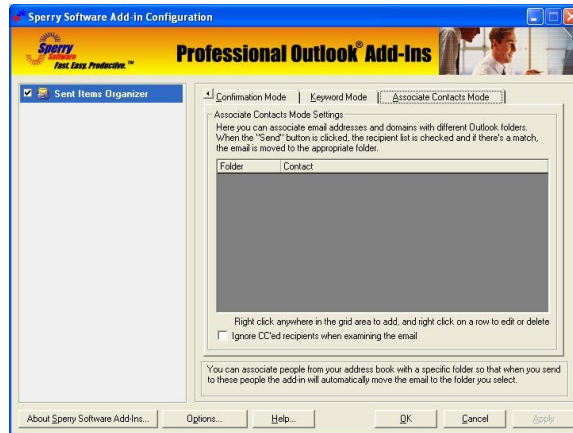 Sperry Software Add-in Configuration
Sperry
Software
Fast. Easy. Productive. ™
Professional Outlook® Add-Ins
Sent Items Organizer
Confirmation Mode
Keyword Mode
Associate Contacts Mode
Associate Contacts Mode Settings
Here you can associate email addresses and domains with different Outlook folders.
When the "Send" button is clicked, the recipient list is checked and if there's a match,
the email is moved to the appropriate folder.
Folder Contact
Right click anywhere in the grid area to add, and right click on a row to edit or delete
Ignore CC'ed recipients when examining the email
You can associate people from your address book with a specific folder so that when you send
to these people the add-in will automatically move the email to the folder you select.
About Sperry Software Add-Ins... Options... Help... OK Cancel Apply